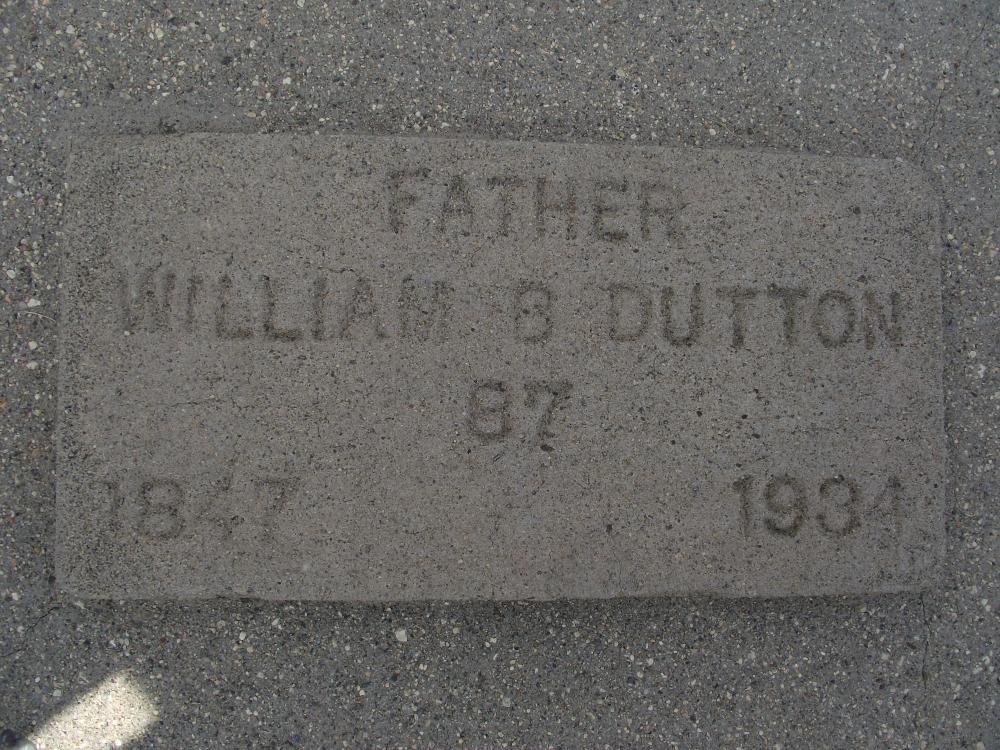 FATHER
WILLIAM B DUTTON
87
1847 1934